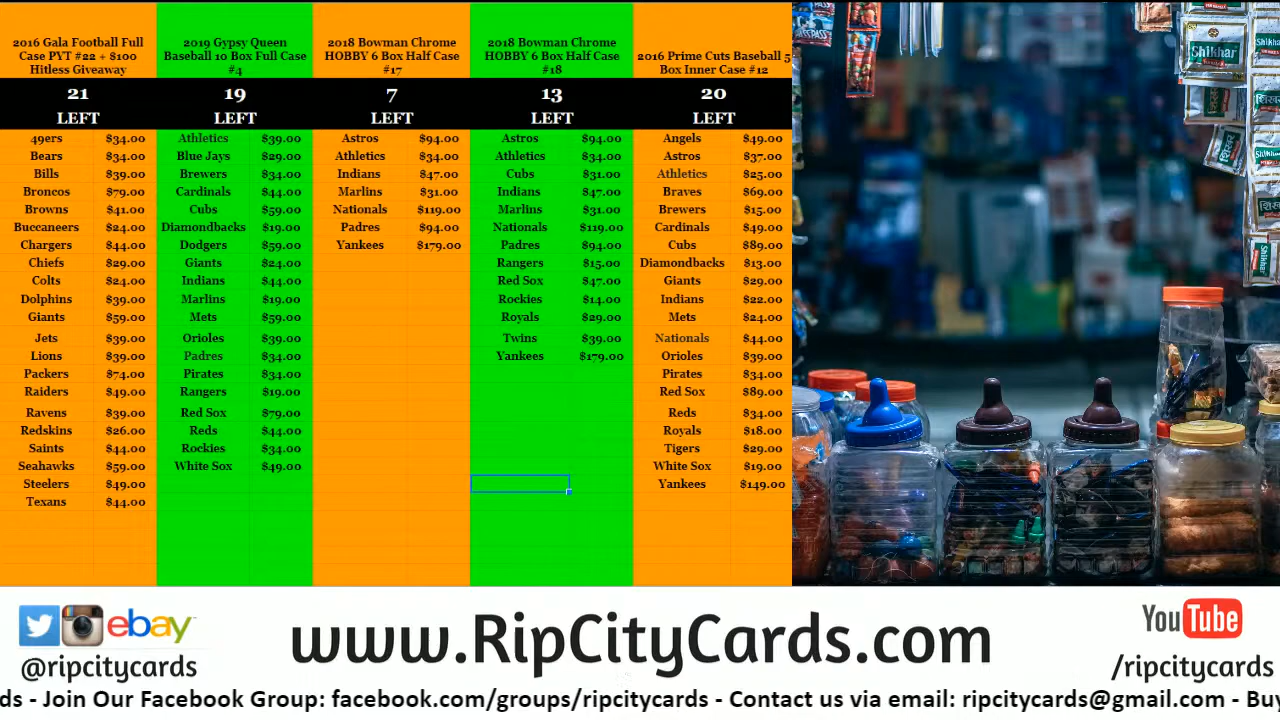 2016 Gala Football Full
Case PYT #22 + $100
Hitless Giveaway
21
LEFT
49ers $34.00
Bears $34.00
Bills $39.00
Broncos $79.00
Browns $41.00
Buccaneers $24.00
Chargers $44.00
Chiefs $29.00
Colts $24.00
Dolphins $39.00
Giants $59.00
Jets $39.00
Lions $39.00
Packers $74.00
Raiders $49.00
Ravens $39.00
Redskins $26.00
Saints $44.00
Seahawks $59.00
Steelers $49.00
Texans $44.00
2019 Gypsy Queen
Baseball 10 Box Full Case
#4
19
LEFT
Athletics $39.00
Blue Jays $29.00
Brewers $34.00
Cardinals $44.00
Cubs $59.00
Diamondbacks $19.00
Dodgers $59.00
Giants $24.00
Indians $44.00
Marlins $19.00
Mets $59.00
Orioles $39.00
Padres $34.00
Pirates $34.00
Rangers $19.00
Red Sox $79.00
Reds $44.00
Rockies $34.00
White Sox $49.00
2018 Bowman Chrome
HOBBY 6 Box Half Case
#17
7
LEFT
Astros $94.00
Athletics $34.00
Indians $47.00
Marlins $31.00
Nationals $119.00
Padres $94.00
Yankees $179.00
2018 Bowman Chrome
HOBBY 6 Box Half Case
#18
13
LEFT
Astros $94.00
Athletics $34.00
Cubs $31.00
Indians $47.00
Marlins $31.00
Nationals $119.00
Padres $94.00
Rangers $15.00
Red Sox $47.00
Rockies $14.00
Royals $29.00
Twins $39.00
Yankees $179.00
2016 Prime Cuts Baseball 5
Box Inner Case #12
20
LEFT
Angels $49.00
Astros $37.00
Athletics $25.00
Braves $69.00
Brewers $15.00
Cardinals $49.00
Cubs $89.00
Diamondbacks $13.00
Giants $29.00
Indians $22.00
Mets $24.00
Nationals $44.00
Orioles $39.00
Pirates $34.00
Red Sox $89.00
Reds $34.00
Royals $18.00
Tigers $29.00
White Sox $19.00
Yankees $149.00
Shikhar
ebay
@ripcitycards
www.RipCityCards.com
YouTube
/ripcitycards
ds - Join Our Facebook Group: facebook.com/groups/ripcitycards - Contact us via email: ripcitycards@gmail.com - Buy